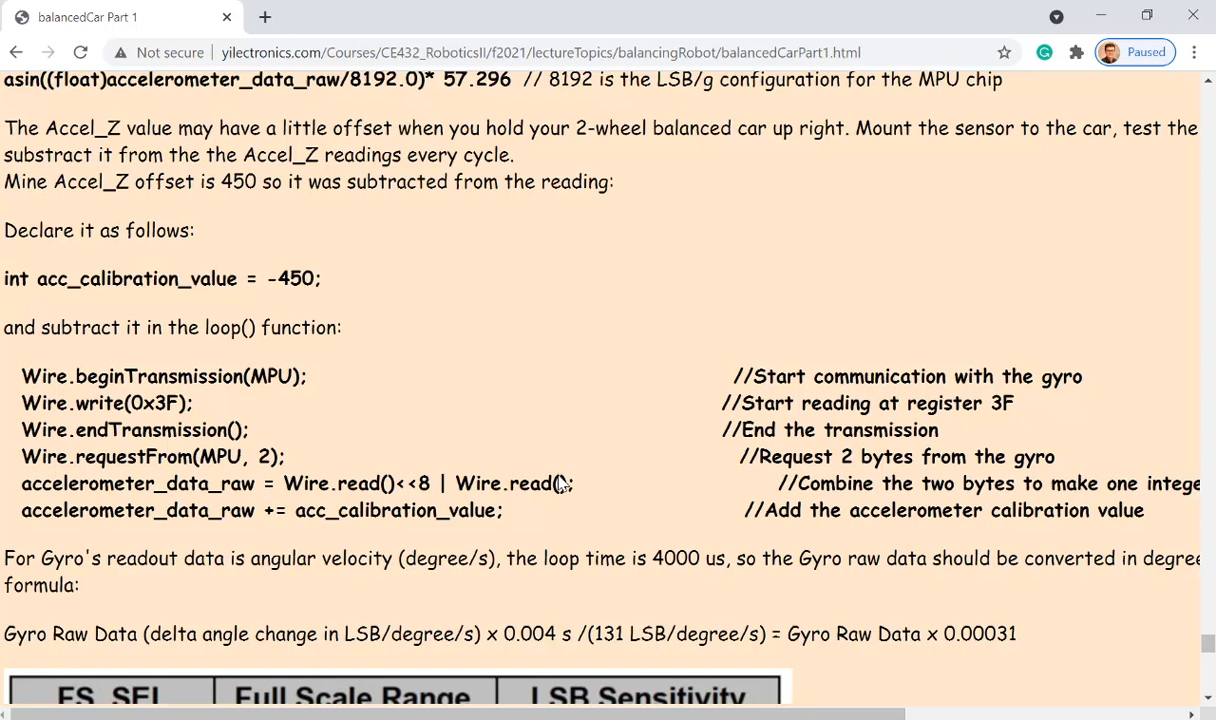 balancedCar Part 1
Not secure | yilectronics.com/Courses/CE432_RoboticsII/f2021/lectureTopics/balancingRobot/balancedCarPart1.html
Paused
asin((float)accelerometer_data_raw/8192.0)* 57.296 // 8192 is the LSB/g configuration for the MPU chip
The Accel_Z value may have a little offset when you hold your 2-wheel balanced car up right. Mount the sensor to the car, test the
substract it from the the Accel_Z readings every cycle.
Mine Accel_Z offset is 450 so it was subtracted from the reading:
Declare it as follows:
int acc_calibration_value = -450;
and subtract it in the loop() function:
Wire.beginTransmission(MPU); //Start communication with the gyro
Wire.write(0x3F); //Start reading at register 3F
Wire.endTransmission(); //End the transmission
Wire.requestFrom(MPU, 2); //Request 2 bytes from the gyro
accelerometer_data_raw = Wire.read()<<8 | Wire.read(); //Combine the two bytes to make one intege
accelerometer_data_raw += acc_calibration_value; //Add the accelerometer calibration value
For Gyro's readout data is angular velocity (degree/s), the loop time is 4000 us, so the Gyro raw data should be converted in degree
formula:
Gyro Raw Data (delta angle change in LSB/degree/s) x 0.004 s /(131 LSB/degree/s) = Gyro Raw Data x 0.00031
FS_SEL Full Scale Range LSB Sensitivity